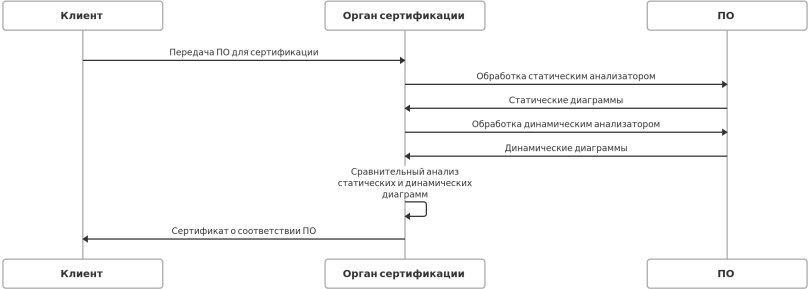 Клиент
Орган сертификации
ПО
Передача ПО для сертификации
Обработка статическим анализатором
Статические диаграммы
Обработка динамическим анализатором
Динамические диаграммы
Сравнительный анализ
статических и динамических
диаграмм
Сертификат о соответствии ПО
Клиент
Орган сертификации
ПО